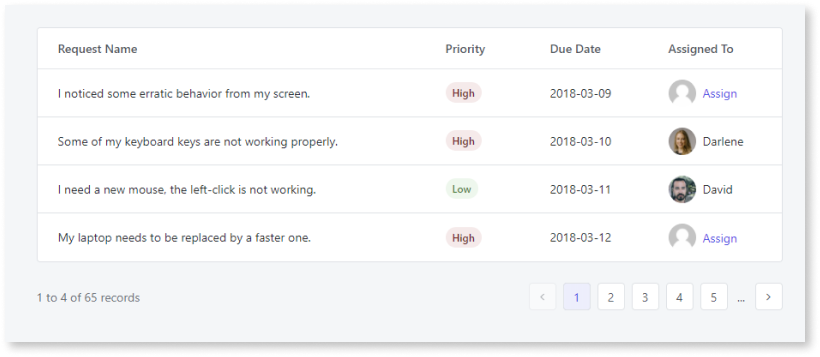 Request Name Priority Due Date Assigned To
I noticed some erratic behavior from my screen. High 2018-03-09 Assign
Some of my keyboard keys are not working properly. High 2018-03-10 Darlene
I need a new mouse, the left-click is not working. Low 2018-03-11 David
My laptop needs to be replaced by a faster one. High 2018-03-12 Assign
1 to 4 of 65 records < 1 2 3 4 5 ... >